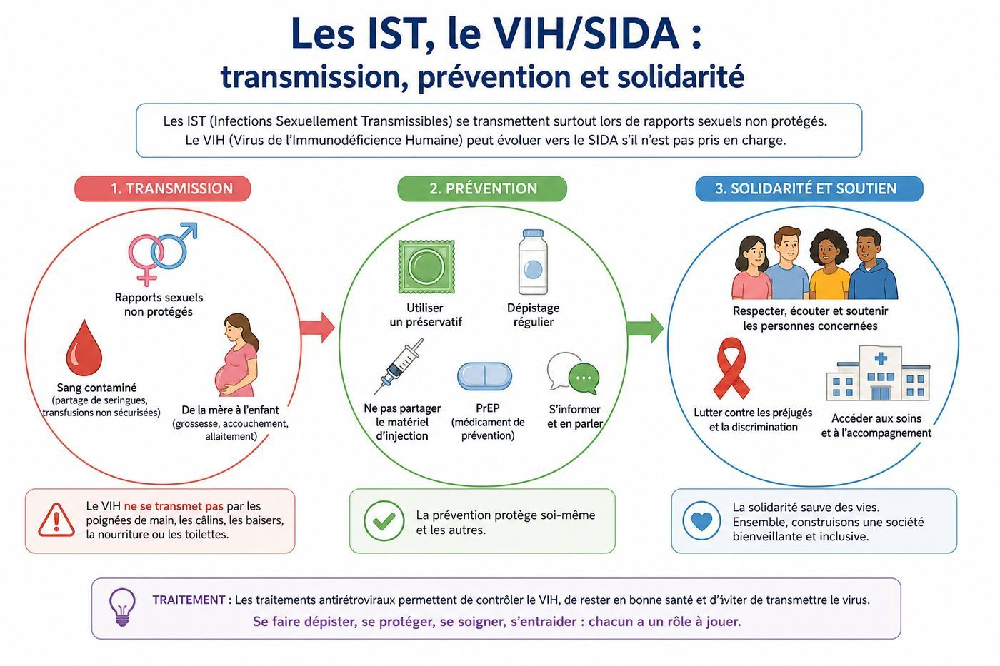 Les IST, le VIH/SIDA :
transmission, prévention et solidarité
Les IST (Infections Sexuellement Transmissibles) se transmettent surtout lors de rapports sexuels non protégés.
Le VIH (Virus de l'Immunodéficience Humaine) peut évoluer vers le SIDA s'il n'est pas pris en charge.
1. TRANSMISSION
Rapports sexuels
non protégés
Sang contaminé
(partage de seringues,
transfusions non sécurisées)
De la mère à l'enfant
(grossesse, accouchement,
allaitement)
Le VIH ne se transmet pas par les
poignées de main, les câlins, les baisers,
la nourriture ou les toilettes.
2. PRÉVENTION
Utiliser
un préservatif
Dépistage
régulier
Ne pas partager
le matériel
d'injection
PrEP
(médicament de
prévention)
S'informer
et en parler
La prévention protège soi-même
et les autres.
3. SOLIDARITÉ ET SOUTIEN
Respecter, écouter et soutenir
les personnes concernées
Lutter contre les préjugés
et la discrimination
Accéder aux soins
et à l'accompagnement
La solidarité sauve des vies.
Ensemble, construisons une société
bienveillante et inclusive.
TRAITEMENT : Les traitements antirétroviraux permettent de contrôler le VIH, de rester en bonne santé et de transmettre le virus.
Se faire dépister, se protéger, se soigner, s'entraider : chacun a un rôle à jouer.